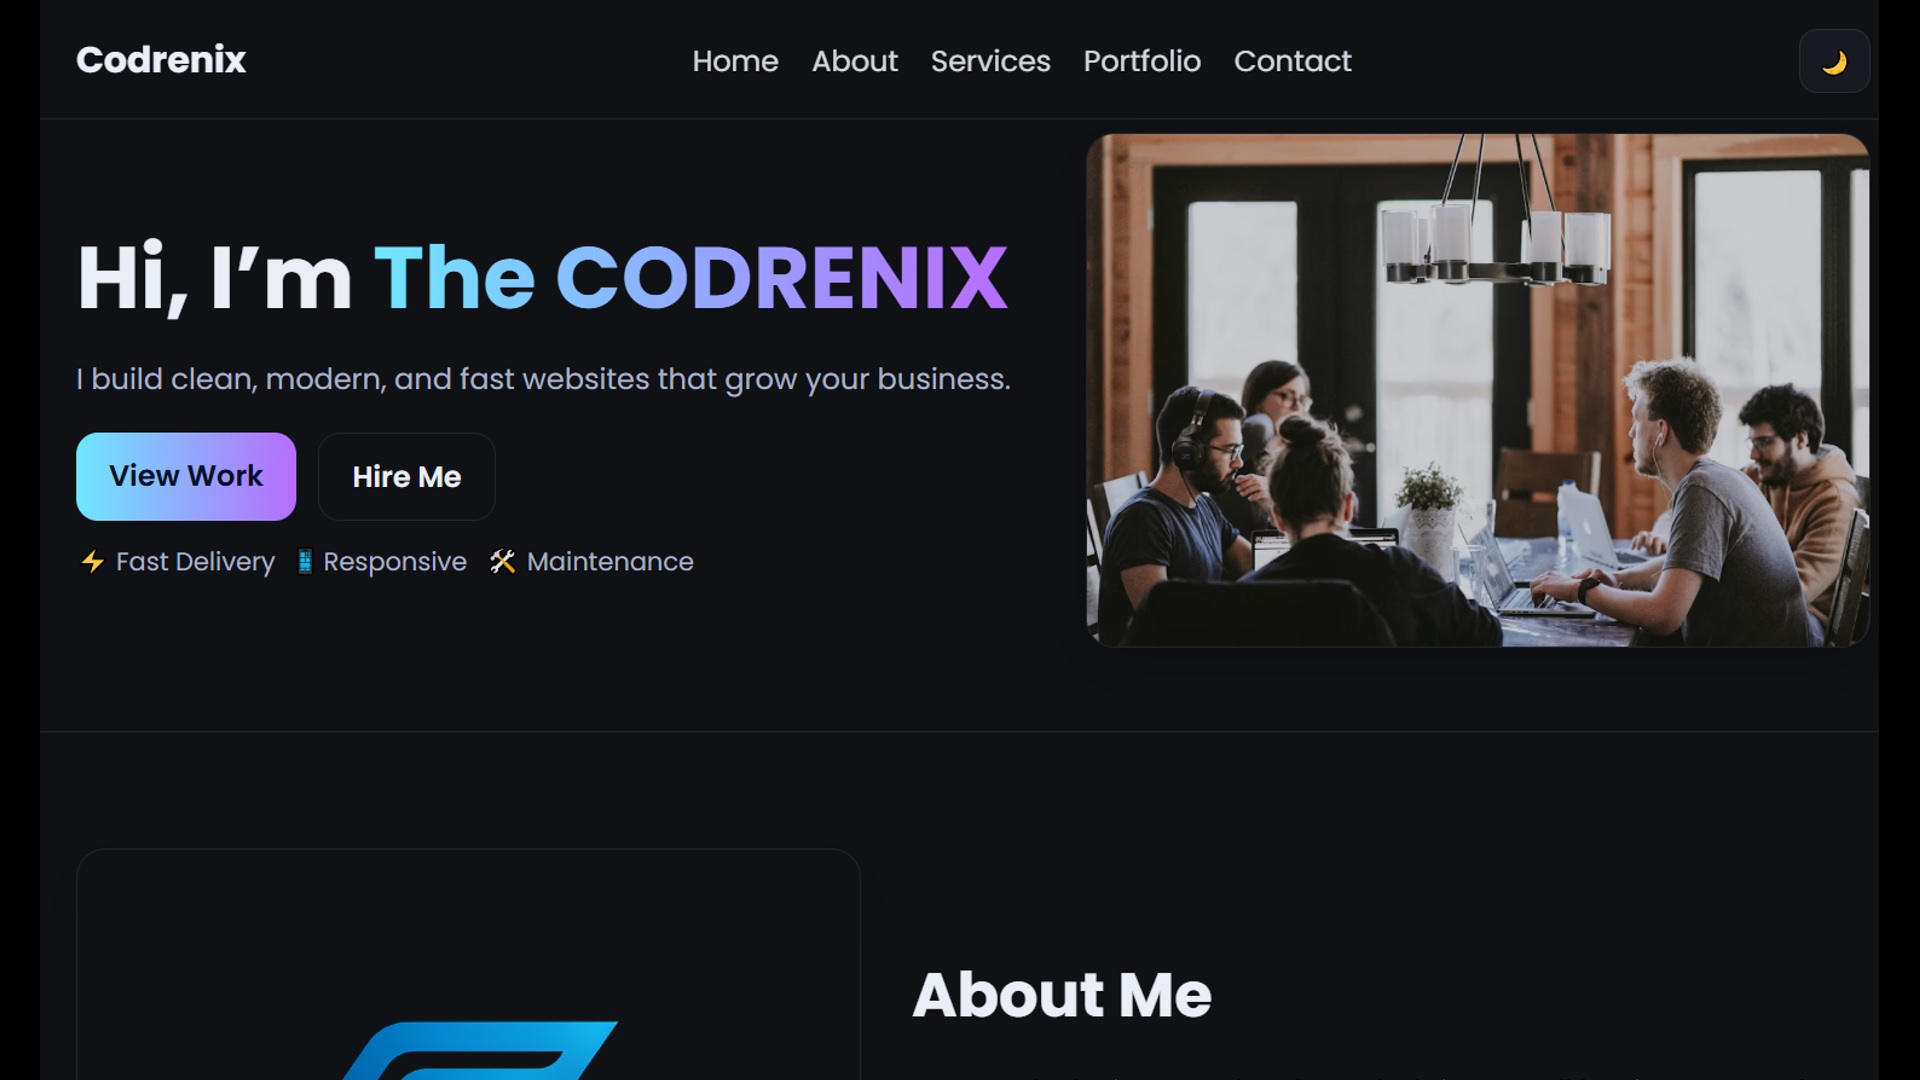 Codrenix
Home About Services Portfolio Contact
Hi, I’m The CODRENIX
I build clean, modern, and fast websites that grow your business.
View Work Hire Me
⚡ Fast Delivery 📱 Responsive 🛠️ Maintenance
About Me